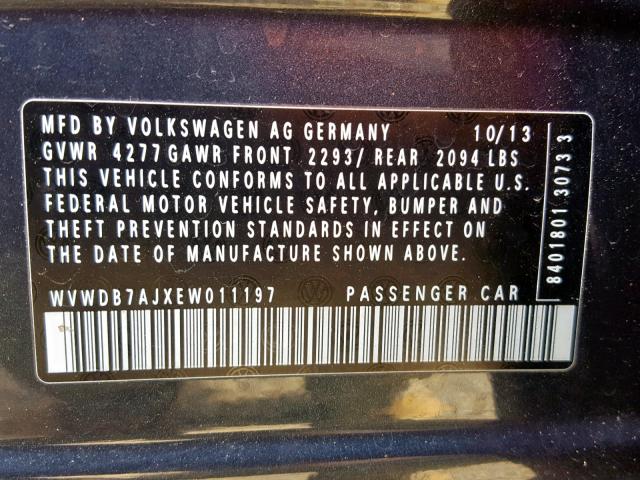 MFD BY VOLKSWAGEN AG GERMANY 10/13
GVWR 4277 GAWR FRONT 2293/ REAR 2094 LBS
THIS VEHICLE CONFORMS TO ALL APPLICABLE U.S.
FEDERAL MOTOR VEHICLE SAFETY, BUMPER AND
THEFT PREVENTION STANDARDS IN EFFECT ON
THE DATE OF MANUFACTURE SHOWN ABOVE.
WVWDB7AJXEW011197 PASSENGER CAR
8401801 3073 3